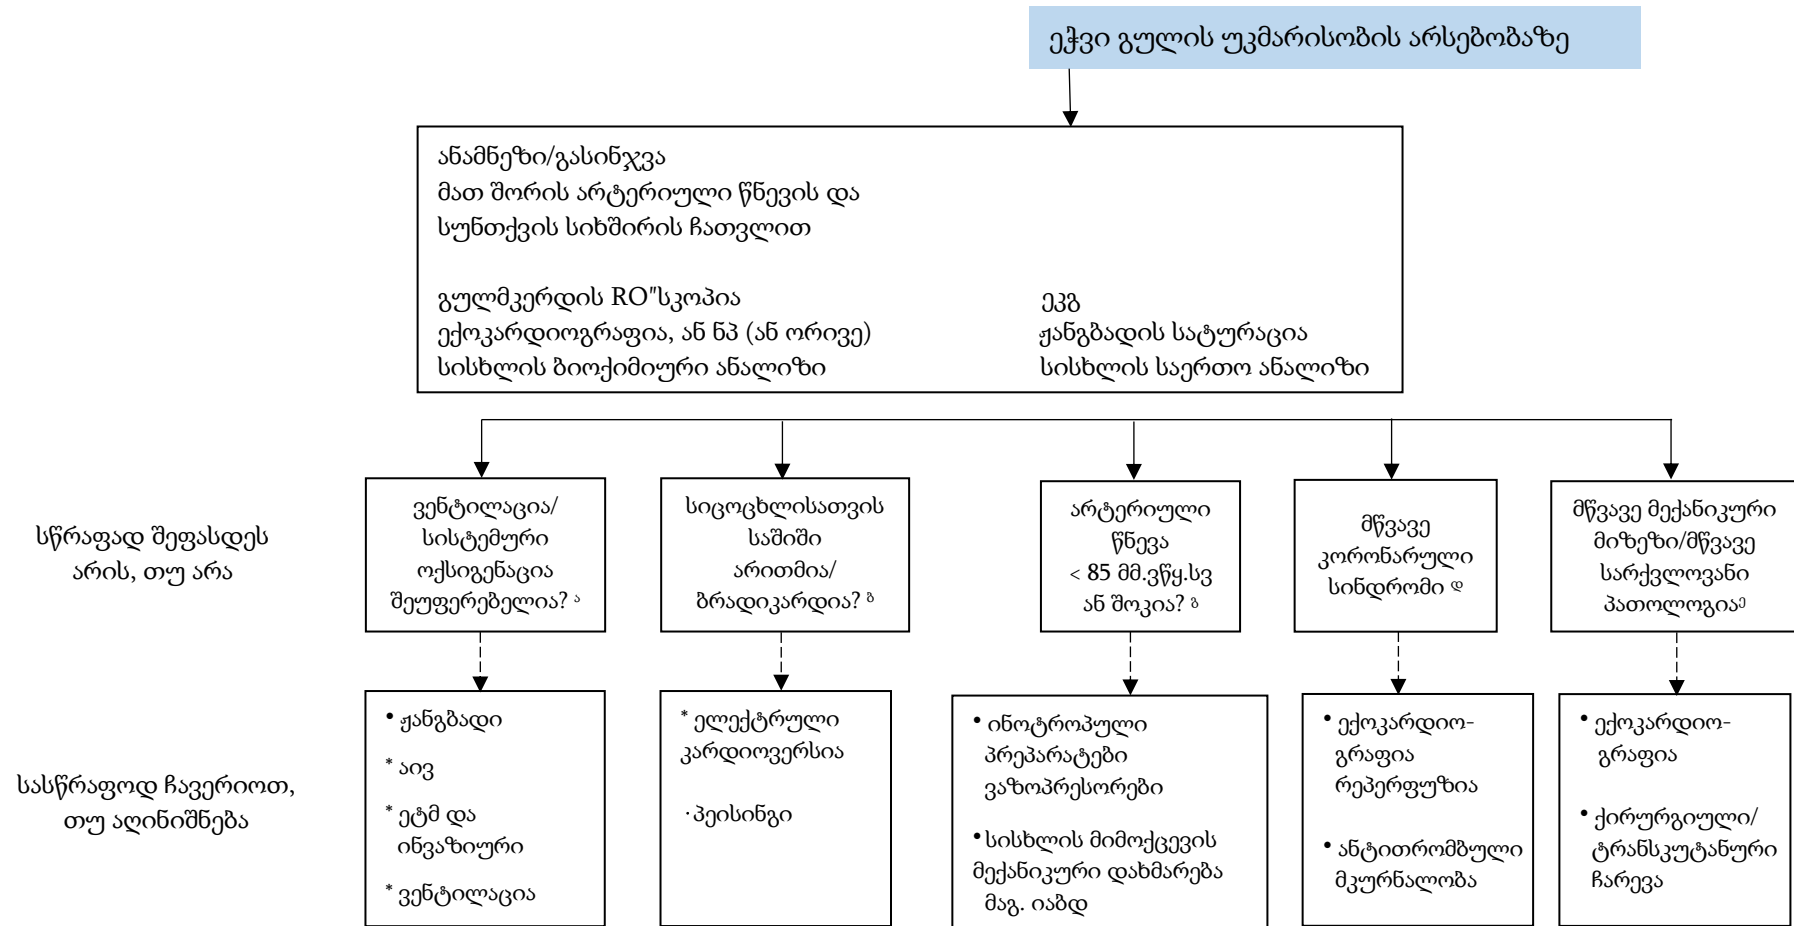 ეჭვი გულის უკმარისობის არსებობაზე
ანამნეზი/გასინჯვა
მათ შორის არტერიული წნევის და
სუნთქვის სიხშირის ჩათვლით
გულმკერდის RO"სკოპია
ექოკარდიოგრაფია, ან ნპ (ან ორივე)
სისხლის ბიოქიმიური ანალიზი
ეკგ
ჟანგბადის სატურაცია
სისხლის საერთო ანალიზი
სწრაფად შეფასდეს
არის, თუ არა
ვენტილაცია/
სისტემური
ოქსიგენაცია
შეუფერებელია? ა
სიცოცხლისათვის
საშიში
არითმია/
ბრადიკარდია? ბ
არტერიული
წნევა
< 85 მმ.ვწყ.სვ
ან შოკია? ბ
მწვავე
კორონარული
სინდრომი დ
მწვავე მექანიკური
მიზეზი/მწვავე
სარქვლოვანი
პათოლოგიაე
სასწრაფოდ ჩავერიოთ,
თუ აღინიშნება
• ჟანგბადი
* აივ
* ეტმ და
ინვაზიური
* ვენტილაცია
* ელექტრული
კარდიოვერსია
· პეისინგი
• ინოტროპული
პრეპარატები
ვაზოპრესორები
• სისხლის მიმოქცევის
მექანიკური დახმარება
მაგ. იაბდ
• ექოკარდიო-
გრაფია
რეპერფუზია
• ანტითრომბული
მკურნალობა
• ექოკარდიო-
გრაფია
• ქირურგიული/
ტრანსკუტანური
ჩარევა